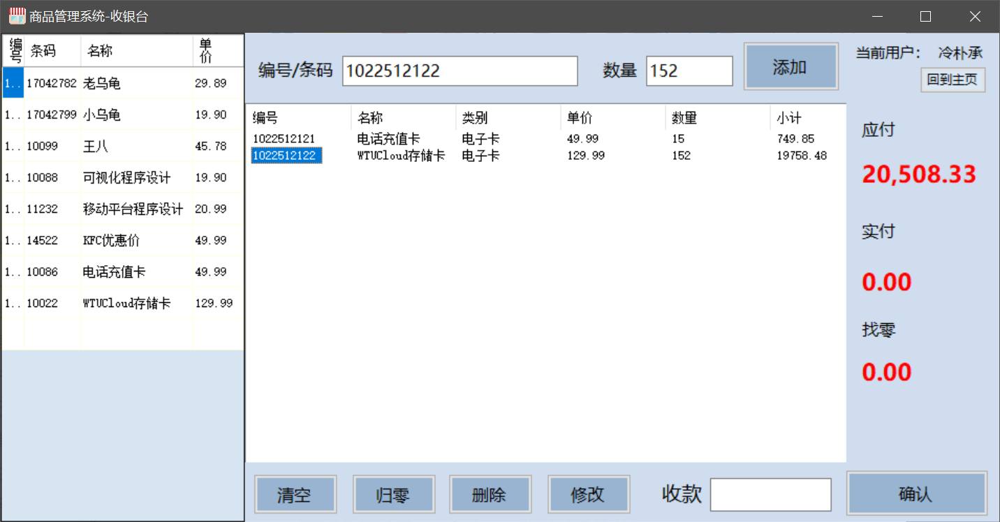 商品管理系统-收银台
编号 条码 名称 单价
1.. 17042782 老乌龟 29.89
1.. 17042799 小乌龟 19.90
1.. 10099 王八 45.78
1.. 10088 可视化程序设计 19.90
1.. 11232 移动平台程序设计 20.99
1.. 14522 KFC优惠价 49.99
1.. 10086 电话充值卡 49.99
1.. 10022 WTUCloud存储卡 129.99
编号/条码 1022512122 数量 152 添加
编号 名称 类别 单价 数量 小计
1022512121 电话充值卡 电子卡 49.99 15 749.85
1022512122 WTUCloud存储卡 电子卡 129.99 152 19758.48
当前用户： 冷朴承
回到主页
应付
20,508.33
实付
0.00
找零
0.00
清空 归零 删除 修改 收款 确认